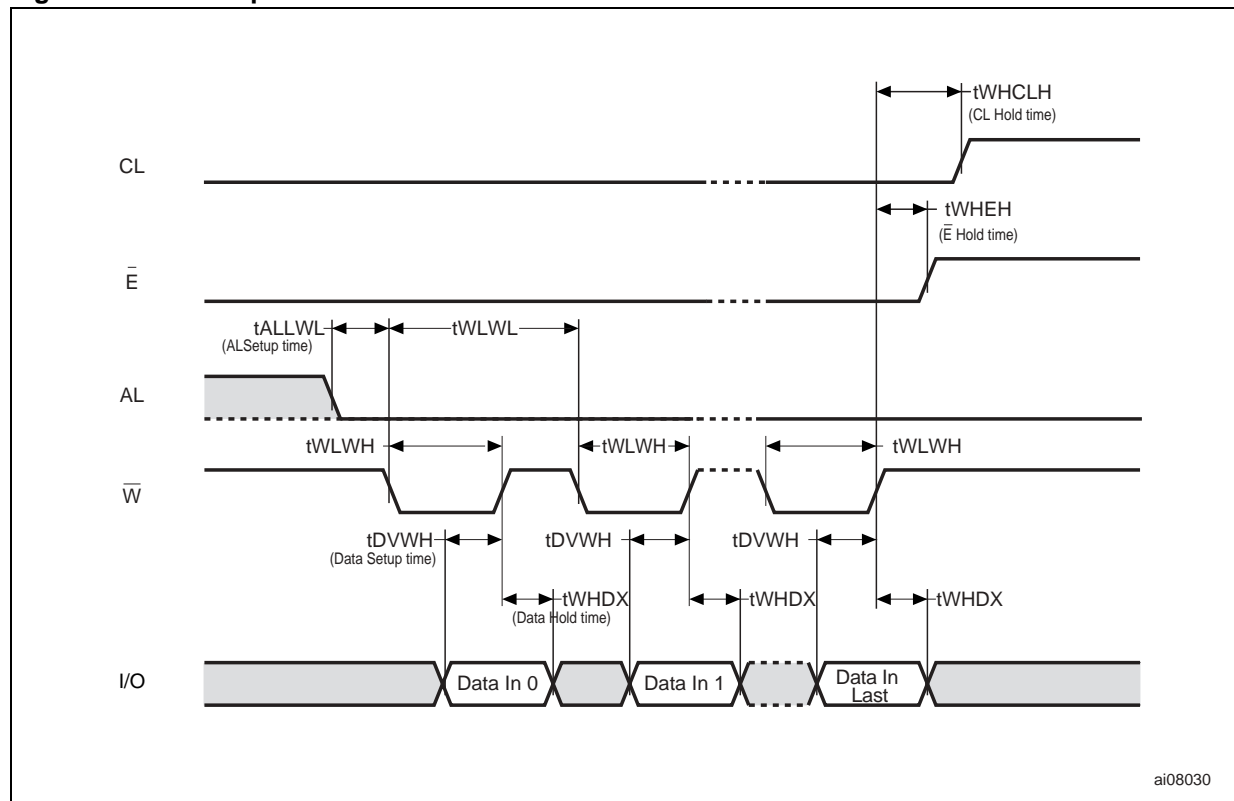 tWHCLH
(CL Hold time)
CL
tWHEH
(E̅ Hold time)
E̅
tALLWL
(ALSetup time)
tWLWL
AL
tWLWH
tWLWH
tWLWH
W̅
tDVWH
(Data Setup time)
tDVWH
tDVWH
tWHDX
(Data Hold time)
tWHDX
tWHDX
I/O
Data In 0
Data In 1
Data In
Last
ai08030